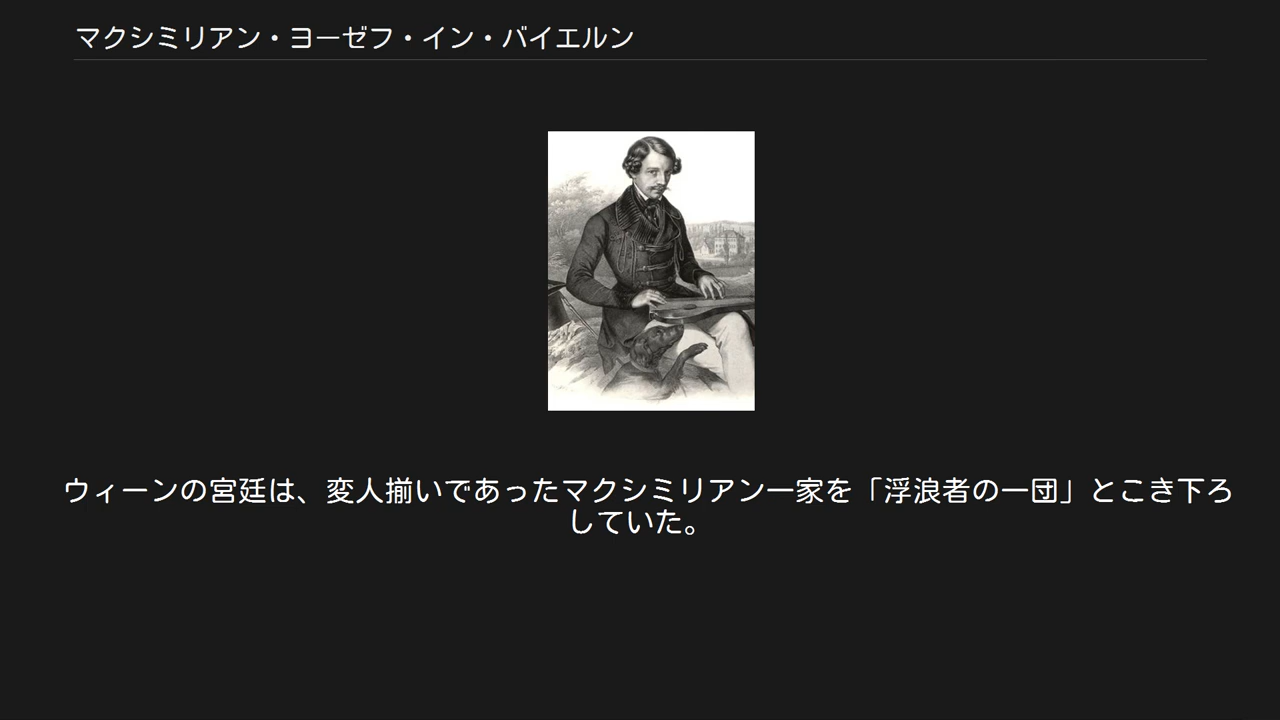 マクシミリアン・ヨーゼフ・イン・バイエルン
ウィーンの宮廷は、変人揃いであったマクシミリアン一家を「浮浪者の一団」とこき下ろ
していた。